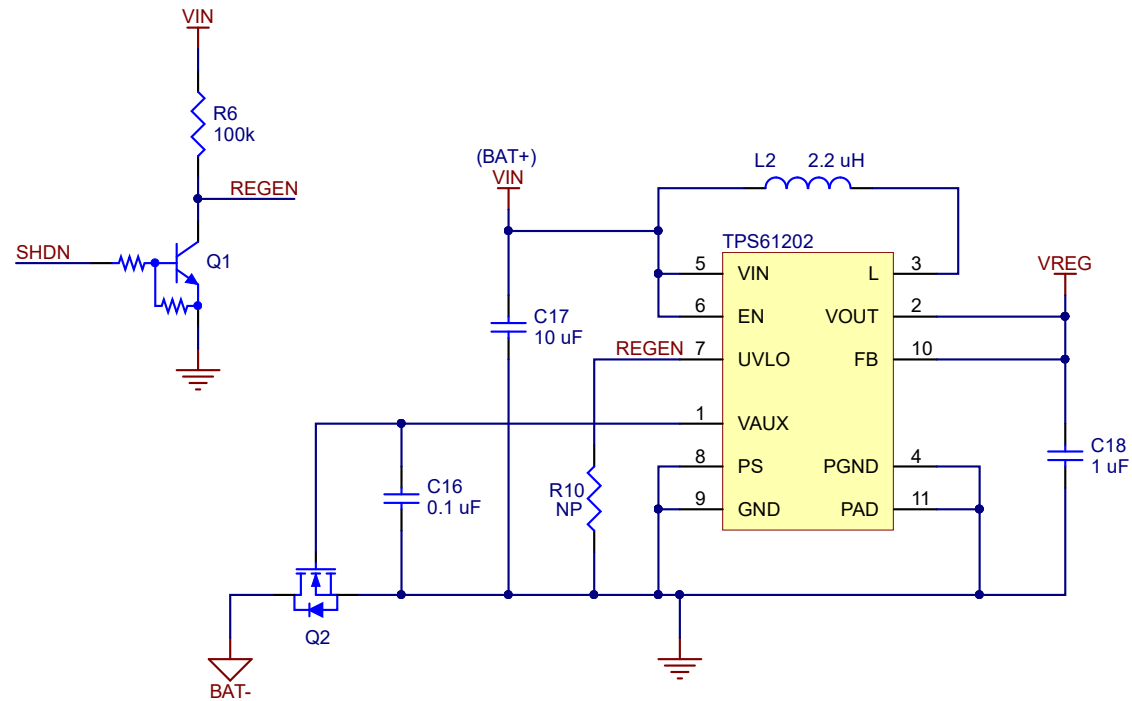 VIN
R6
100k
REGEN
SHDN
Q1
(BAT+)
VIN
L2 2.2 uH
TPS61202
5 VIN L 3
VREG
6 EN VOUT 2
C17
10 uF
REGEN 7 UVLO FB 10
1 VAUX
C18
1 uF
8 PS PGND 4
C16
0.1 uF
R10
NP
9 GND PAD 11
Q2
BAT-